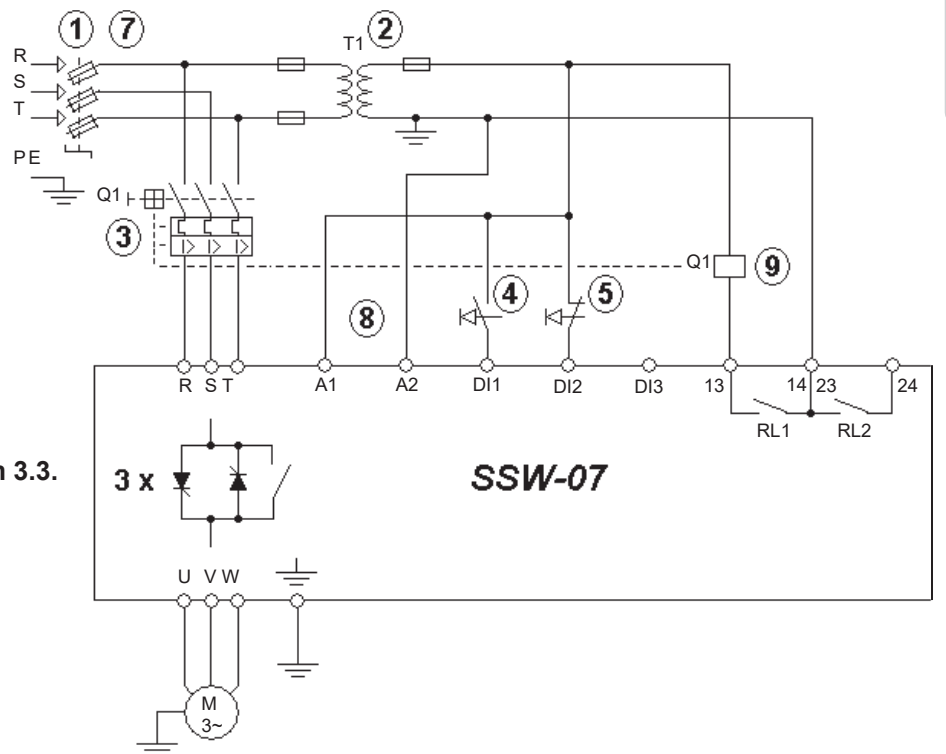 1 7 2
T1
R
S
T
PE
Q1
3
Q1 9
4 5
8
R S T A1 A2 DI1 DI2 DI3 13 14 23 24
RL1 RL2
n 3.3.
3 x
SSW-07
U V W
M
3~